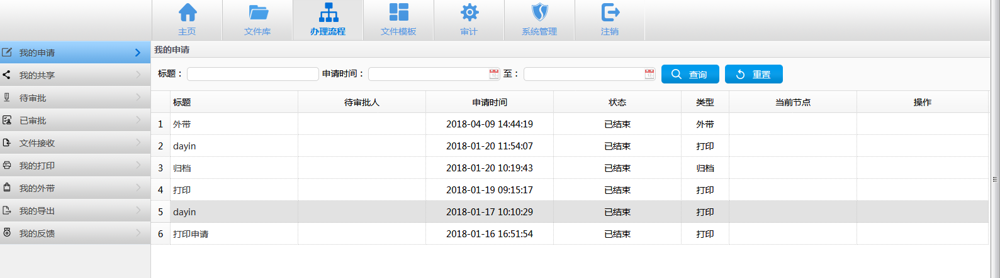 主页 文件库 办理流程 文件模板 审计 系统管理 注销
我的申请
我的共享
待审批
已审批
文件接收
我的打印
我的外带
我的导出
我的反馈
我的申请
标题： 申请时间： 至： 查询 重置
标题 待审批人 申请时间 状态 类型 当前节点 操作
1 外带 2018-04-09 14:44:19 已结束 外带
2 dayin 2018-01-20 11:54:07 已结束 打印
3 归档 2018-01-20 10:19:43 已结束 归档
4 打印 2018-01-19 09:15:17 已结束 打印
5 dayin 2018-01-17 10:10:29 已结束 打印
6 打印申请 2018-01-16 16:51:54 已结束 打印